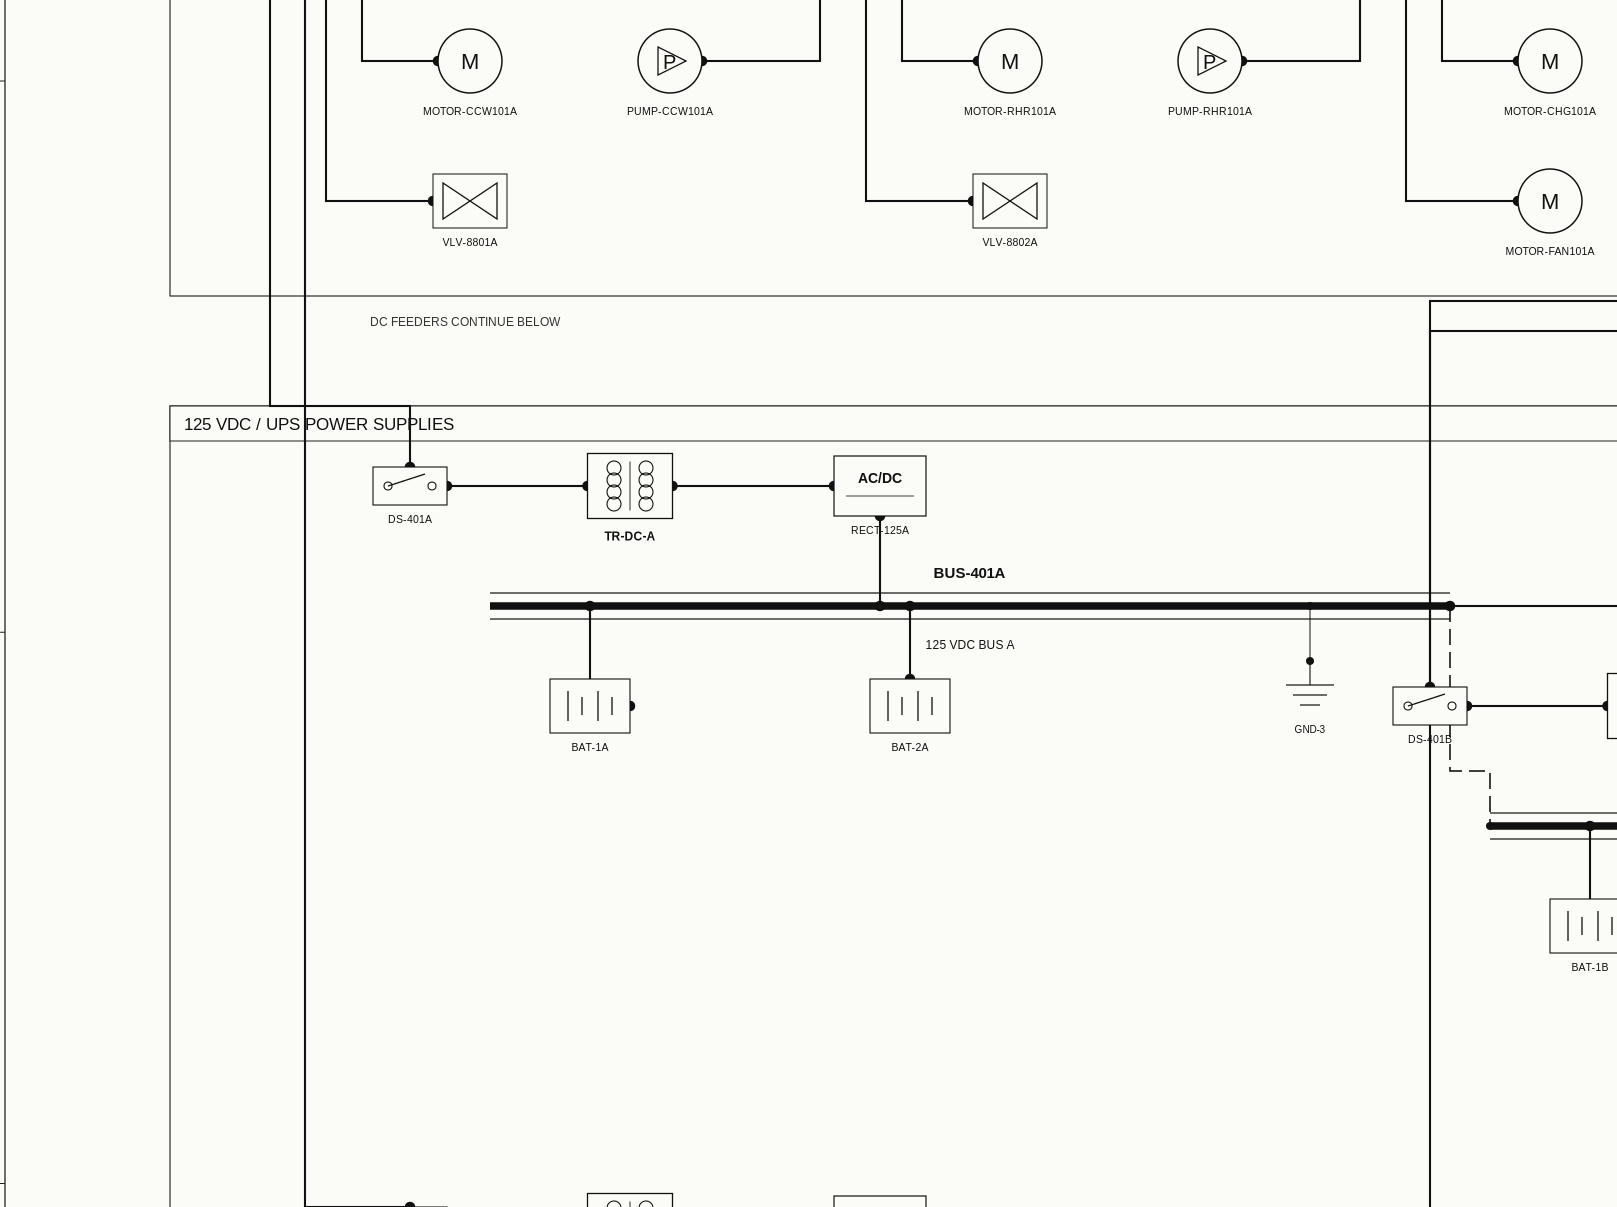 M
P
M
P
M
MOTOR-CCW101A
PUMP-CCW101A
MOTOR-RHR101A
PUMP-RHR101A
MOTOR-CHG101A
M
VLV-8801A
VLV-8802A
MOTOR-FAN101A
DC FEEDERS CONTINUE BELOW
125 VDC / UPS POWER SUPPLIES
AC/DC
DS-401A
TR-DC-A
RECT-125A
BUS-401A
125 VDC BUS A
GND-3
DS-401B
BAT-1A
BAT-2A
BAT-1B